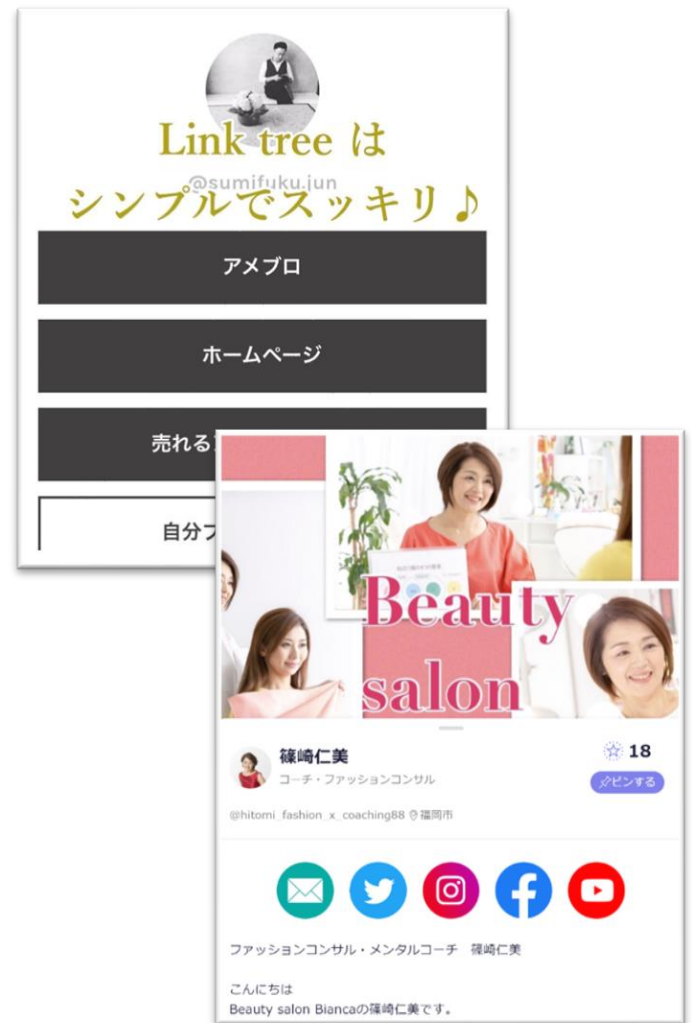 Link tree は
@sumifuku.jun
シンプルでスッキリ♪
アメブロ
ホームページ
売れる
自分
Beauty
salon
篠崎仁美
18
コーチ・ファッションコンサル
ピンする
@hitomi_fashion_x_coaching88 福岡市
ファッションコンサル・メンタルコーチ 篠崎仁美
こんにちは
Beauty salon Biancaの篠崎仁美です。